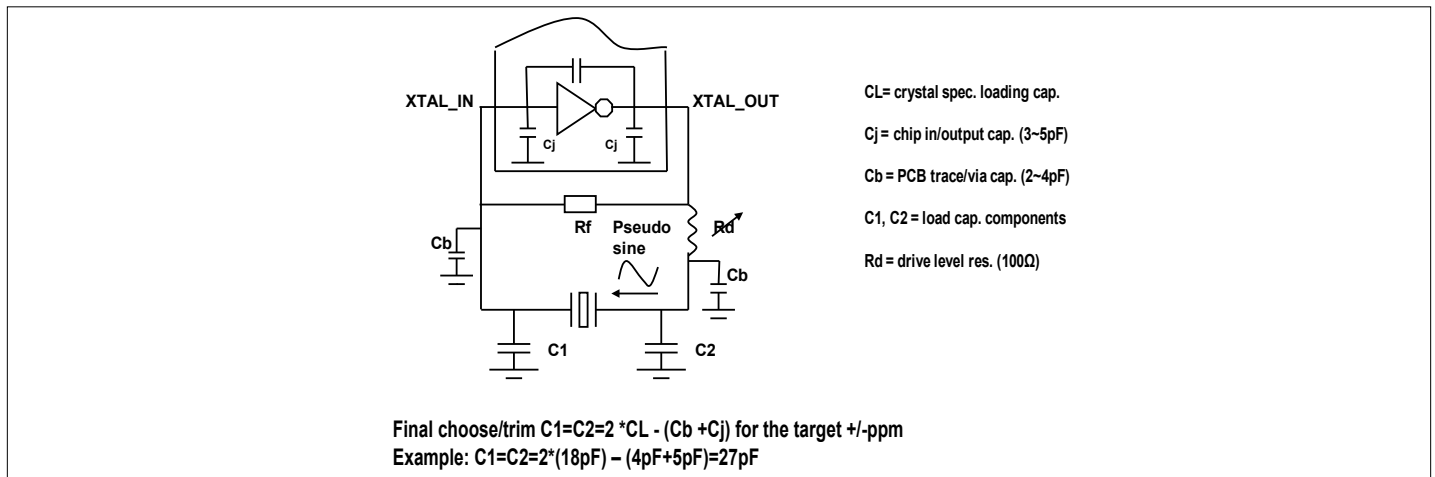 XTAL_IN
XTAL_OUT
Cj
Cj
Rf
Pseudo
sine
Rd
Cb
Cb
C1
C2
CL= crystal spec. loading cap.
Cj = chip in/output cap. (3~5pF)
Cb = PCB trace/via cap. (2~4pF)
C1, C2 = load cap. components
Rd = drive level res. (100Ω)
Final choose/trim C1=C2=2 *CL - (Cb +Cj) for the target +/-ppm
Example: C1=C2=2*(18pF) – (4pF+5pF)=27pF